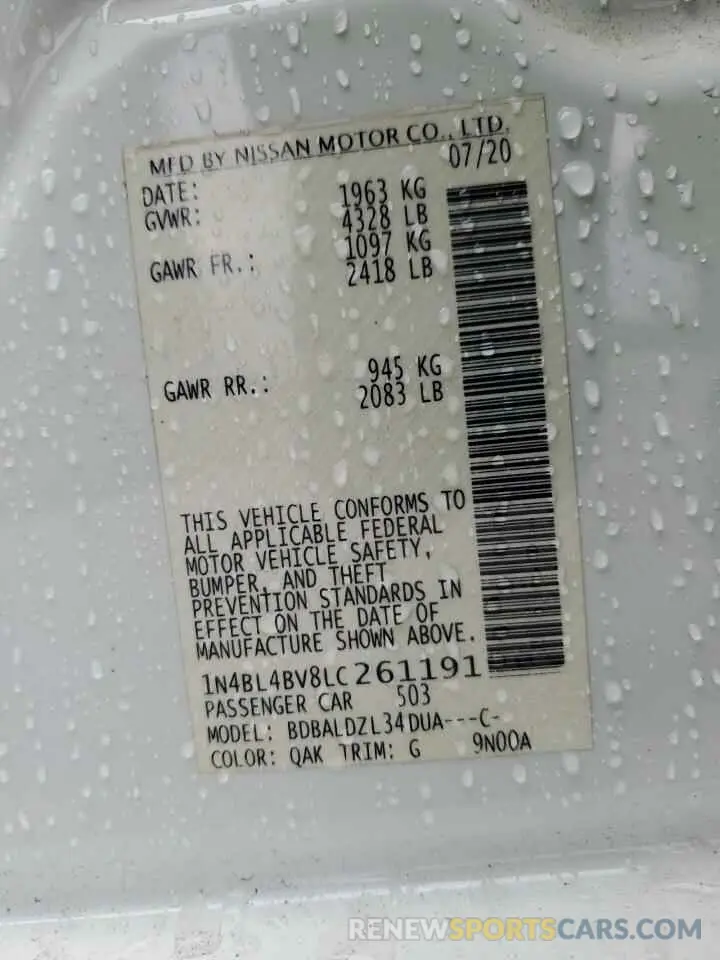 MFD BY NISSAN MOTOR CO., LTD.
DATE: 07/20
GVWR: 1963 KG
4328 LB
GAWR FR.: 1097 KG
2418 LB
GAWR RR.: 945 KG
2083 LB
THIS VEHICLE CONFORMS TO
ALL APPLICABLE FEDERAL
MOTOR VEHICLE SAFETY,
BUMPER, AND THEFT
PREVENTION STANDARDS IN
EFFECT ON THE DATE OF
MANUFACTURE SHOWN ABOVE.
1N4BL4BV8LC261191
PASSENGER CAR 503
MODEL: BDBALDZL34DUA---C-
COLOR: QAK TRIM: G 9N00A
RENEWSPORTSCARS.COM